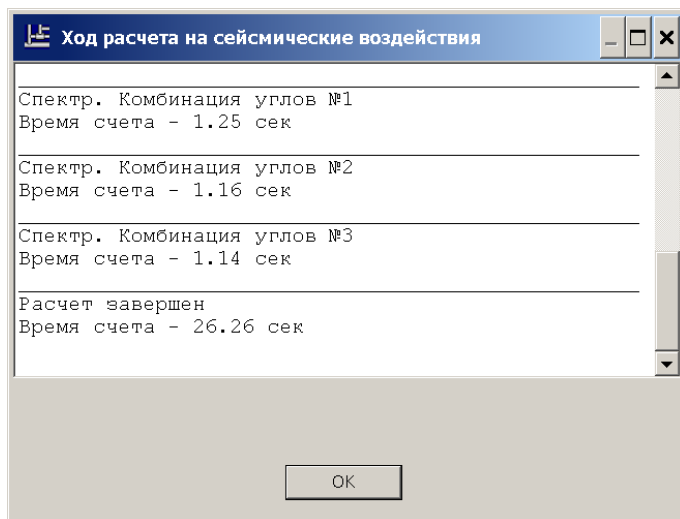 Ход расчета на сейсмические воздействия
Спектр. Комбинация углов №1
Время счета - 1.25 сек
Спектр. Комбинация углов №2
Время счета - 1.16 сек
Спектр. Комбинация углов №3
Время счета - 1.14 сек
Расчет завершен
Время счета - 26.26 сек
OK